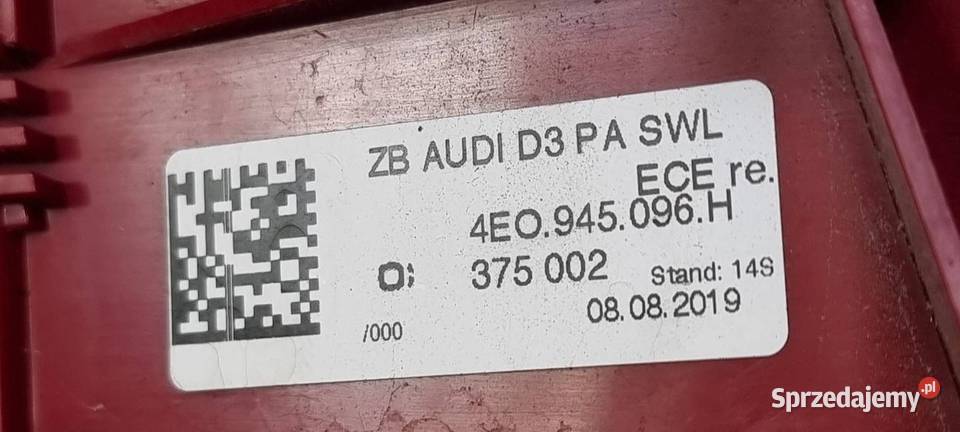 ZB AUDI D3 PA SWL
ECE re.
4E0.945.096.H
375 002
Stand: 14S
08.08.2019
/000
Sprzedajemy.pl